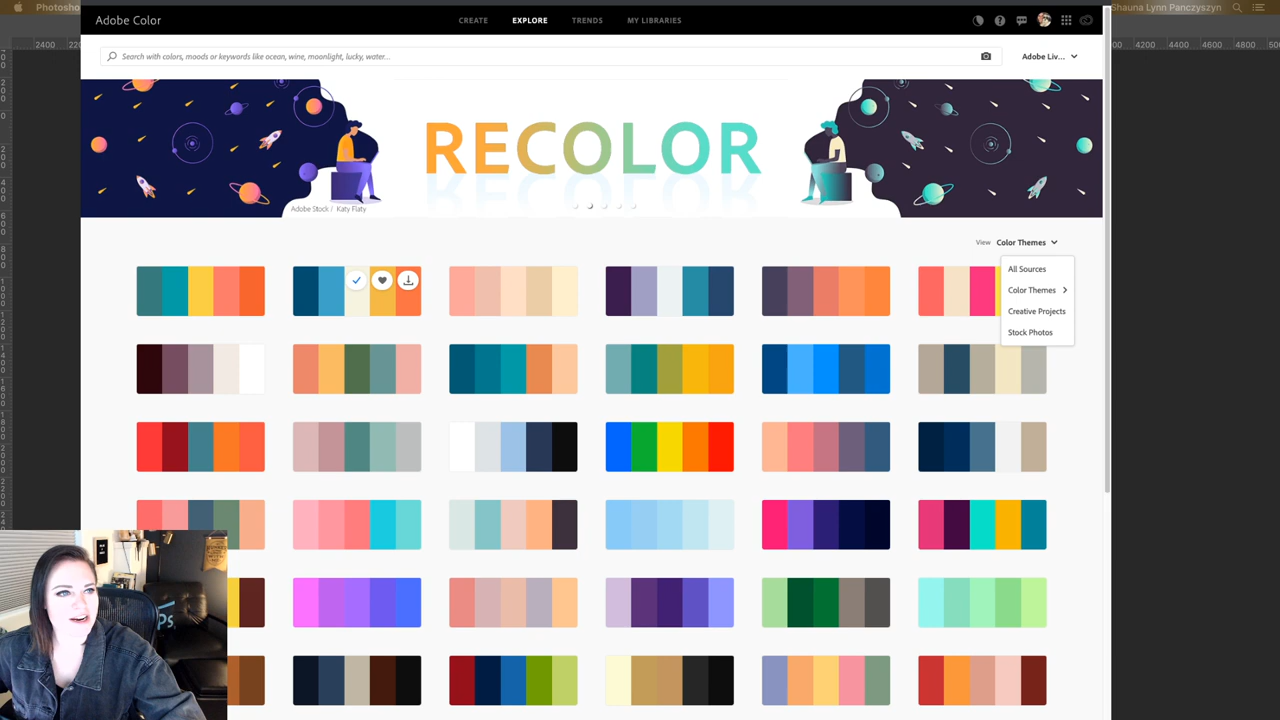 Photoshop
Shauna Lynn Panczyszyn
Adobe Color
CREATE
EXPLORE
TRENDS
MY LIBRARIES
Search with colors, moods or keywords like ocean, wine, moonlight, lucky, water...
Adobe Liv...
RECOLOR
Adobe Stock / Katy Flaty
View Color Themes
All Sources
Color Themes
Creative Projects
Stock Photos
Ps
2400
4200
4400
4600
4800